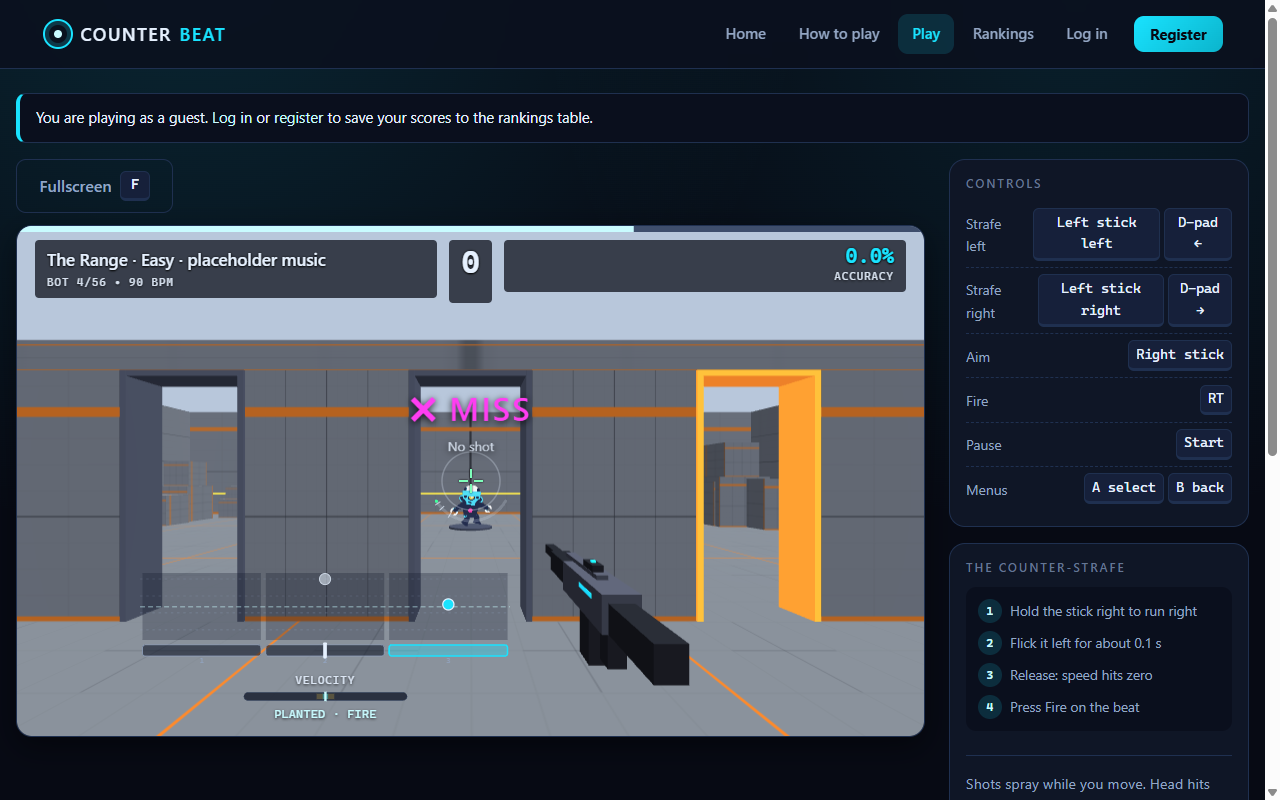 COUNTER BEAT
Home
How to play
Play
Rankings
Log in
Register
You are playing as a guest. Log in or register to save your scores to the rankings table.
Fullscreen F
The Range · Easy · placeholder music
BOT 4/56 • 90 BPM
0
0.0%
ACCURACY
✕ MISS
No shot
VELOCITY
PLANTED · FIRE
CONTROLS
Strafe left
Left stick left
D-pad ←
Strafe right
Left stick right
D-pad →
Aim
Right stick
Fire
RT
Pause
Start
Menus
A select
B back
THE COUNTER-STRAFE
1 Hold the stick right to run right
2 Flick it left for about 0.1 s
3 Release: speed hits zero
4 Press Fire on the beat
Shots spray while you move. Head hits